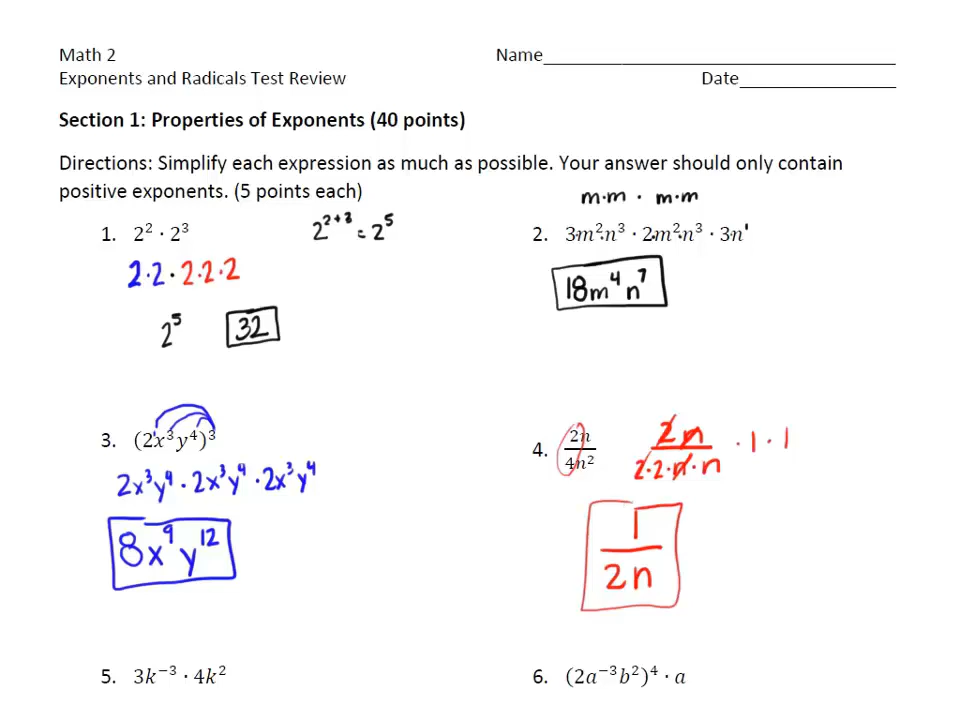 Math 2 Name____________________
Exponents and Radicals Test Review Date____________
Section 1: Properties of Exponents (40 points)
Directions: Simplify each expression as much as possible. Your answer should only contain
positive exponents. (5 points each)
m·m · m·m
1. 2² · 2³ 2²⁺³ = 2⁵ 2. 3m²n³ · 2m²n³ · 3n¹
2·2 · 2·2·2 18m⁴n⁷
2⁵ 32
3. (2x³y⁴)³ 4. 2n/4n² 2n/2·2·n·n · 1 · 1
2x³y⁴ · 2x³y⁴ · 2x³y⁴
8x⁹y¹² 1/2n
5. 3k⁻³ · 4k² 6. (2a⁻³b²)⁴ · a